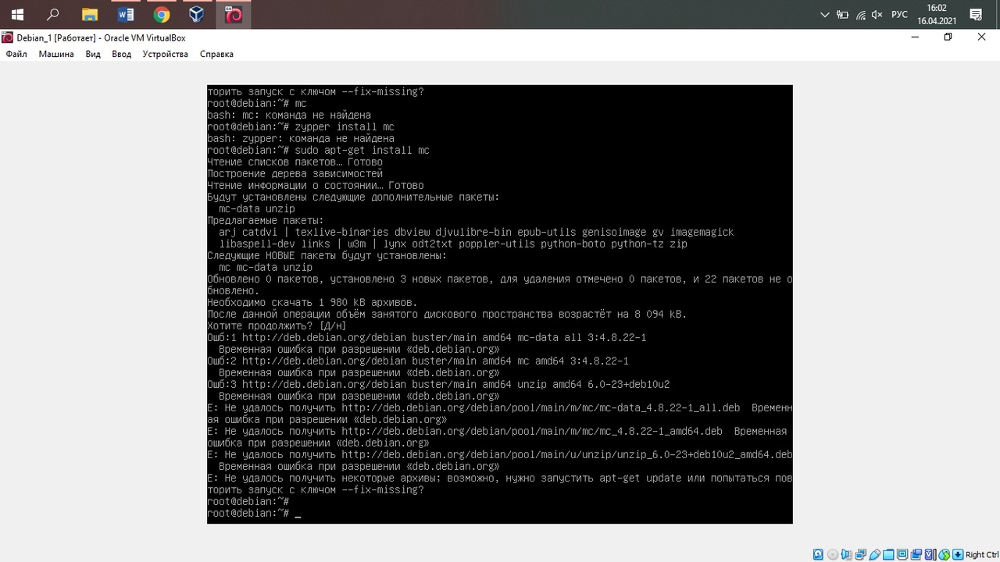 16:02
РУС
16.04.2021
Debian_1 [Работает] - Oracle VM VirtualBox
Файл Машина Вид Ввод Устройства Справка
торить запуск с ключом --fix-missing?
root@debian:~# mc
bash: mc: команда не найдена
root@debian:~# zypper install mc
bash: zypper: команда не найдена
root@debian:~# sudo apt-get install mc
Чтение списков пакетов… Готово
Построение дерева зависимостей
Чтение информации о состоянии… Готово
Будут установлены следующие дополнительные пакеты:
mc-data unzip
Предлагаемые пакеты:
arj catdvi | texlive-binaries dbview djvulibre-bin epub-utils genisoimage gv imagemagick
libaspell-dev links | w3m | lynx odt2txt poppler-utils python-boto python-tz zip
Следующие НОВЫЕ пакеты будут установлены:
mc mc-data unzip
Обновлено 0 пакетов, установлено 3 новых пакетов, для удаления отмечено 0 пакетов, и 22 пакетов не о
бновлено.
Необходимо скачать 1 980 kB архивов.
После данной операции объём занятого дискового пространства возрастёт на 8 094 kB.
Хотите продолжить? [Д/н]
Ошб:1 http://deb.debian.org/debian buster/main amd64 mc-data all 3:4.8.22-1
Временная ошибка при разрешении «deb.debian.org»
Ошб:2 http://deb.debian.org/debian buster/main amd64 mc amd64 3:4.8.22-1
Временная ошибка при разрешении «deb.debian.org»
Ошб:3 http://deb.debian.org/debian buster/main amd64 unzip amd64 6.0-23+deb10u2
Временная ошибка при разрешении «deb.debian.org»
E: Не удалось получить http://deb.debian.org/debian/pool/main/m/mc/mc-data_4.8.22-1_all.deb Временн
ая ошибка при разрешении «deb.debian.org»
E: Не удалось получить http://deb.debian.org/debian/pool/main/m/mc/mc_4.8.22-1_amd64.deb Временная
ошибка при разрешении «deb.debian.org»
E: Не удалось получить http://deb.debian.org/debian/pool/main/u/unzip/unzip_6.0-23+deb10u2_amd64.deb
Временная ошибка при разрешении «deb.debian.org»
E: Не удалось получить некоторые архивы; возможно, нужно запустить apt-get update или попытаться пов
торить запуск с ключом --fix-missing?
root@debian:~#
root@debian:~# _
Right Ctrl